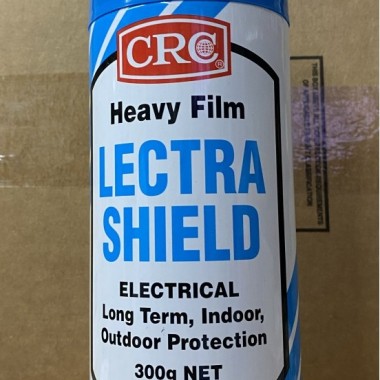 CRC®
Heavy Film
LECTRA
SHIELD
ELECTRICAL
Long Term, Indoor,
Outdoor Protection
300g NET